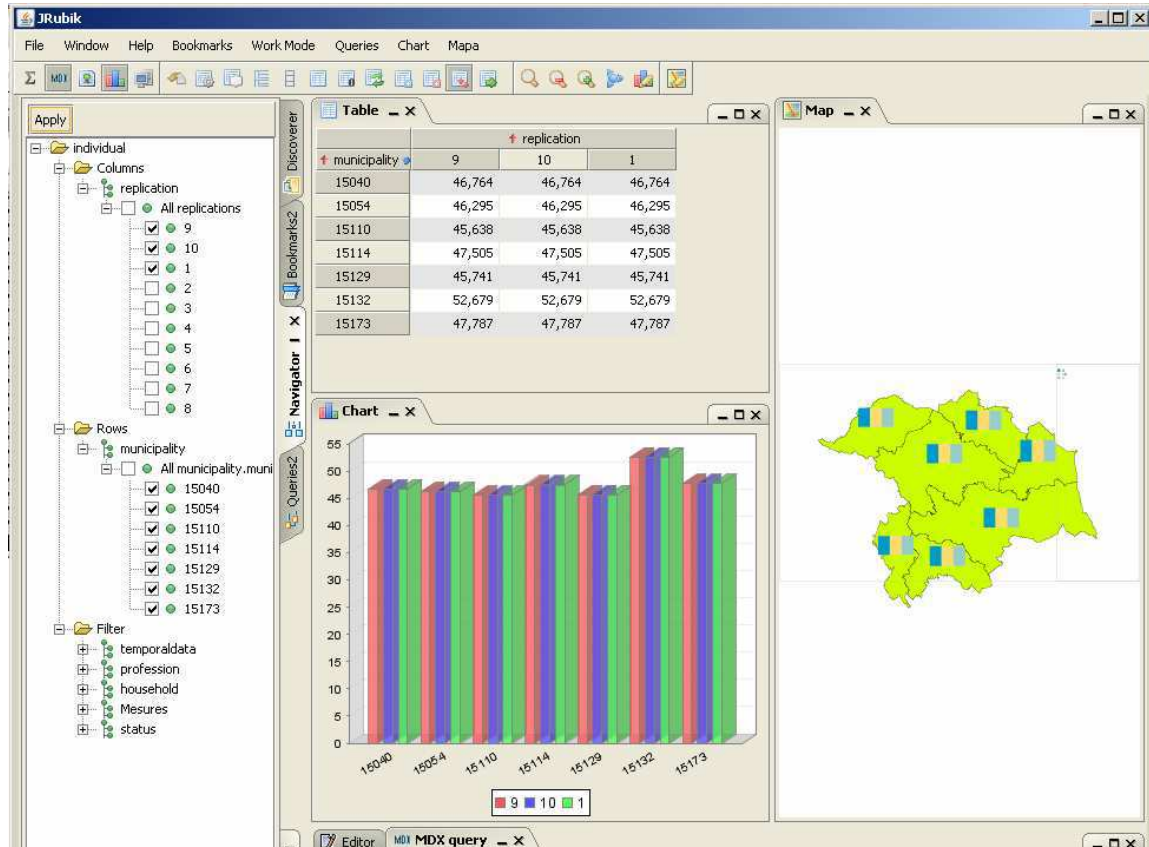 JRubik
File Window Help Bookmarks Work Mode Queries Chart Mapa
Σ MDX
Apply
individual
Columns
replication
All replications
9
10
1
2
3
4
5
6
7
8
Rows
municipality
All municipality.muni
15040
15054
15110
15114
15129
15132
15173
Filter
temporaldata
profession
household
Mesures
status
Discoverer
Bookmarks2
Navigator
Queries2
Table
replication
municipality 9 10 1
15040 46,764 46,764 46,764
15054 46,295 46,295 46,295
15110 45,638 45,638 45,638
15114 47,505 47,505 47,505
15129 45,741 45,741 45,741
15132 52,679 52,679 52,679
15173 47,787 47,787 47,787
Chart
55
50
45
40
35
30
25
20
15
10
5
0
15040 15054 15110 15114 15129 15132 15173
9 10 1
Map
Editor MDX MDX query